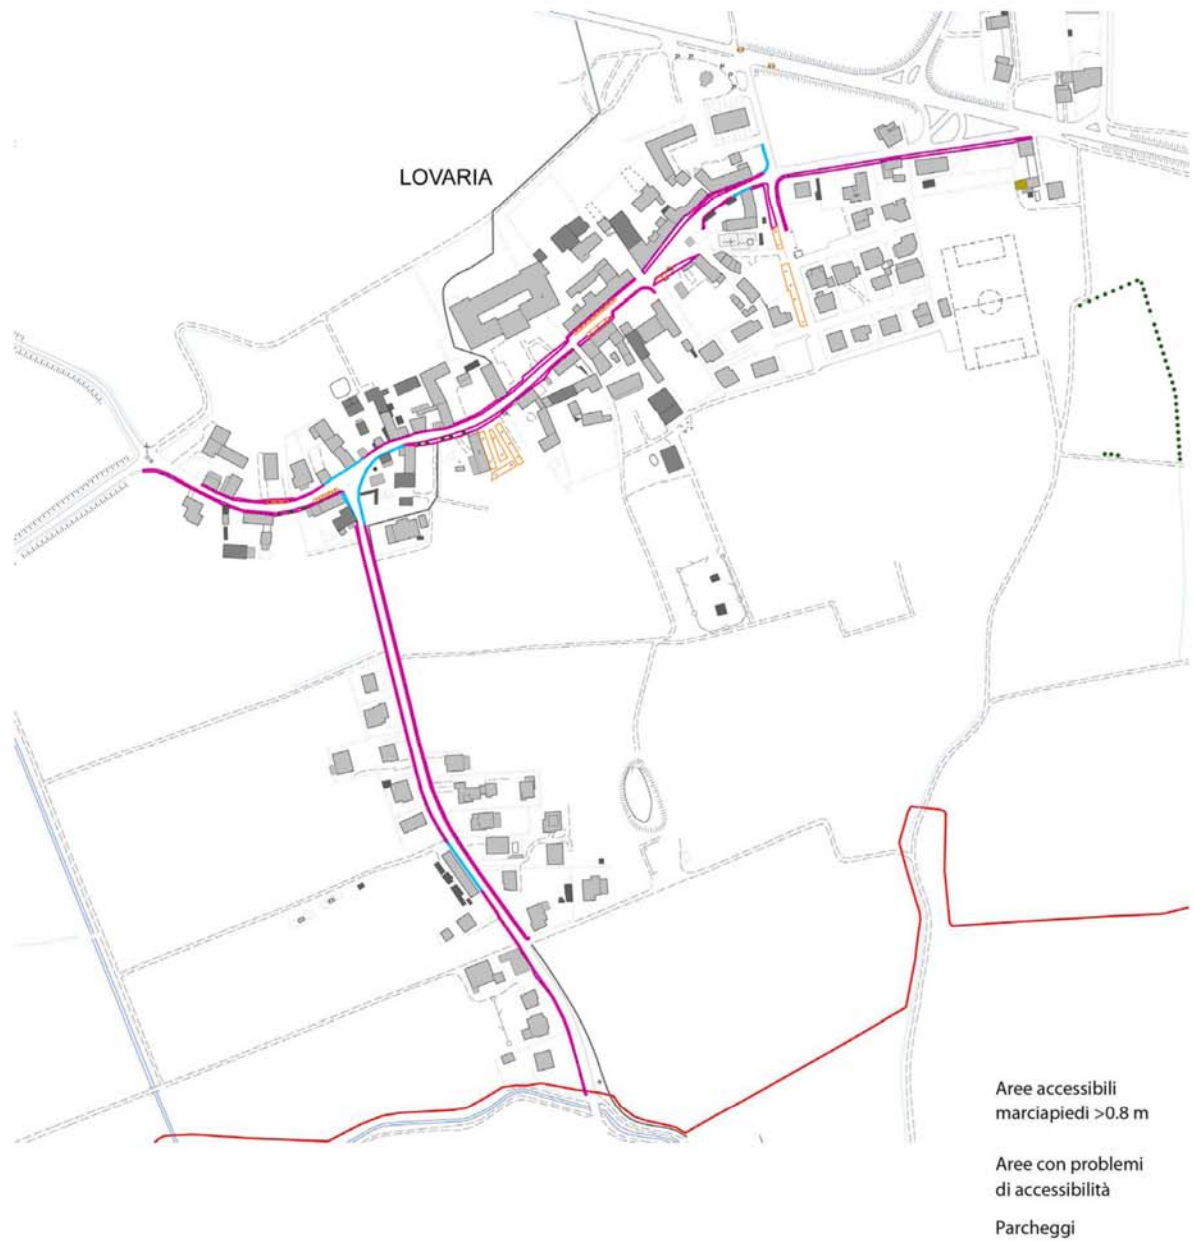 LOVARIA
Aree accessibili
marciapiedi >0.8 m
Aree con problemi
di accessibilità
Parcheggi